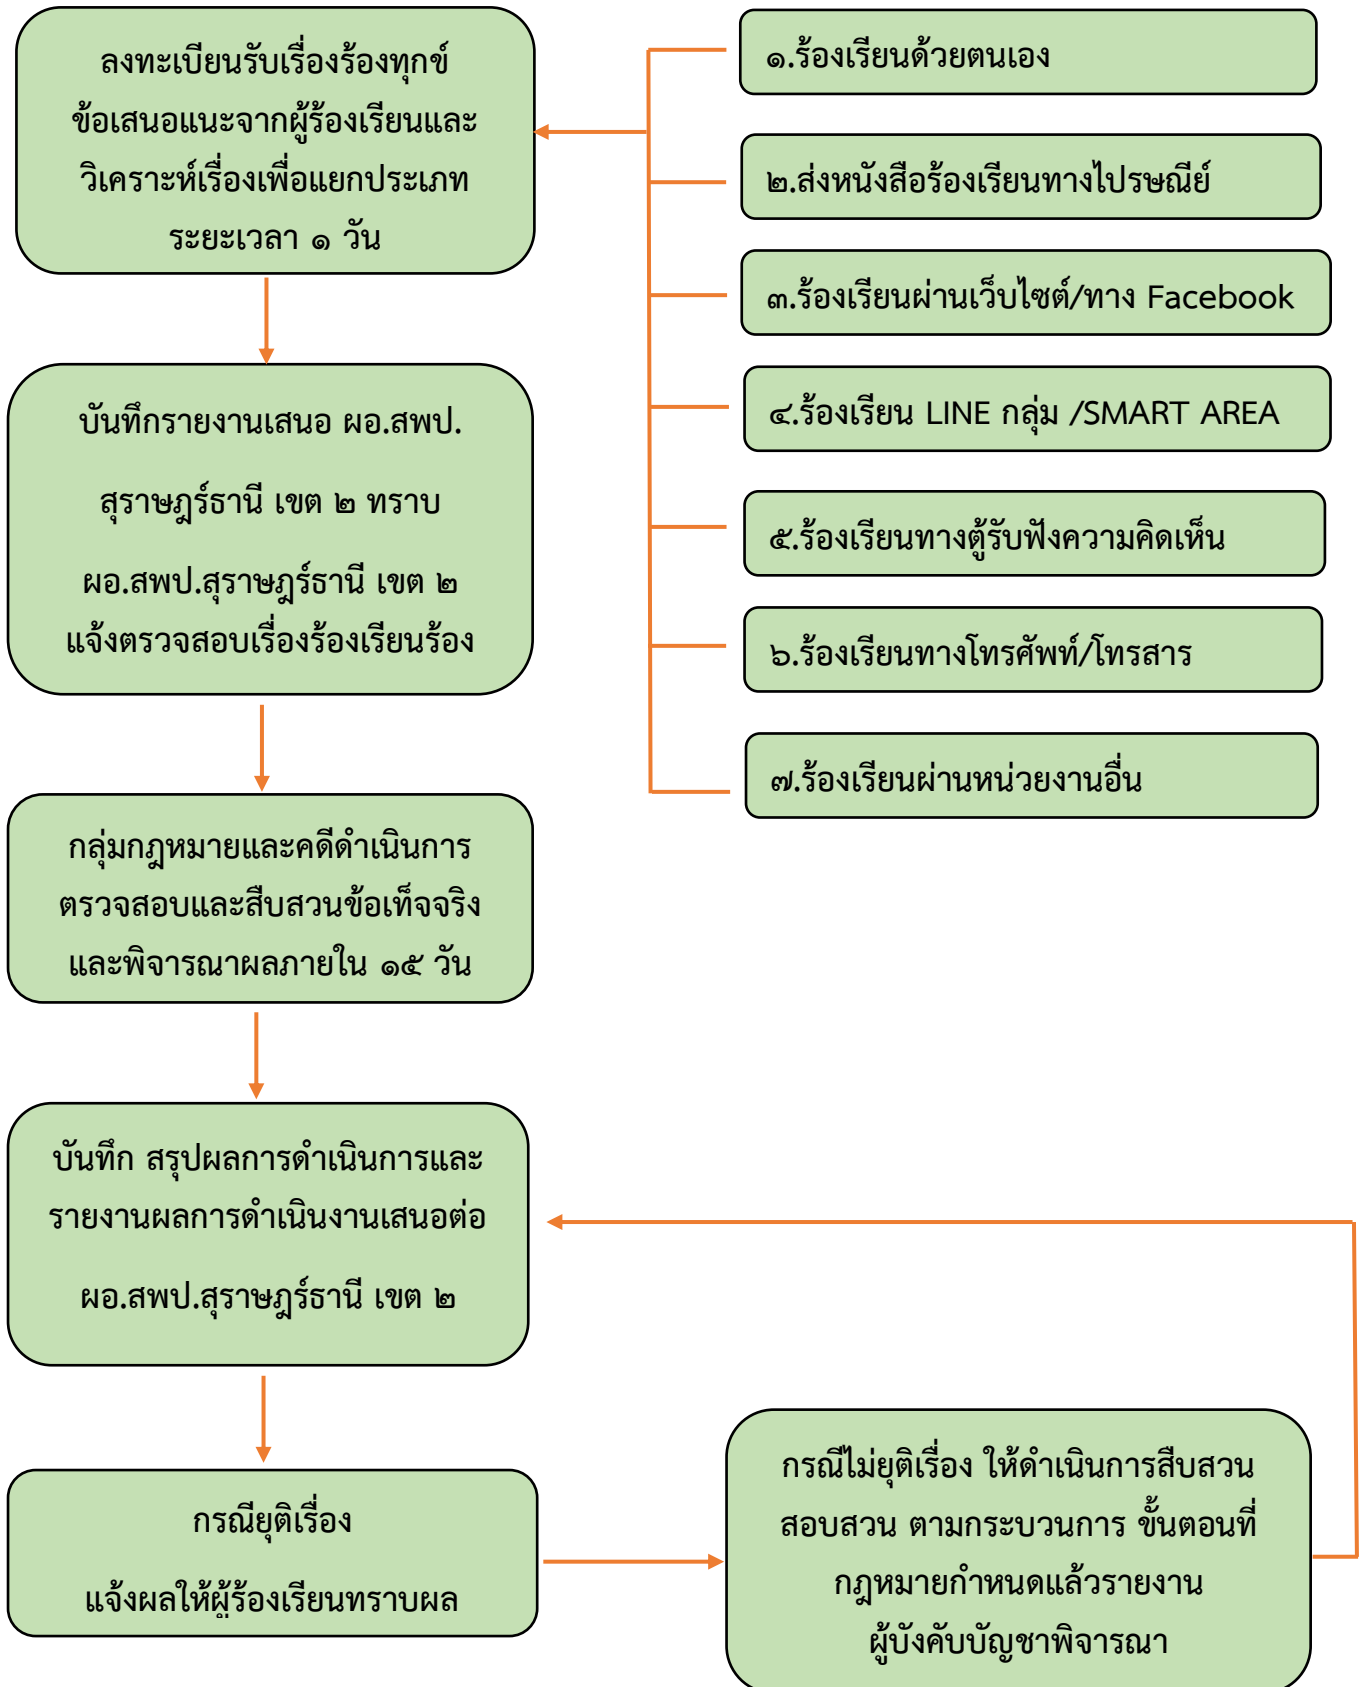 ลงทะเบียนรับเรื่องร้องทุกข์
ข้อเสนอแนะจากผู้ร้องเรียนและ
วิเคราะห์เรื่องเพื่อแยกประเภท
ระยะเวลา ๑ วัน
๑.ร้องเรียนด้วยตนเอง
๒.ส่งหนังสือร้องเรียนทางไปรษณีย์
๓.ร้องเรียนผ่านเว็บไซต์/ทาง Facebook
๔.ร้องเรียน LINE กลุ่ม /SMART AREA
๕.ร้องเรียนทางตู้รับฟังความคิดเห็น
๖.ร้องเรียนทางโทรศัพท์/โทรสาร
๗.ร้องเรียนผ่านหน่วยงานอื่น
บันทึกรายงานเสนอ ผอ.สพป.
สุราษฎร์ธานี เขต ๒ ทราบ
ผอ.สพป.สุราษฎร์ธานี เขต ๒
แจ้งตรวจสอบเรื่องร้องเรียนร้อง
กลุ่มกฎหมายและคดีดำเนินการ
ตรวจสอบและสืบสวนข้อเท็จจริง
และพิจารณาผลภายใน ๑๕ วัน
บันทึก สรุปผลการดำเนินการและ
รายงานผลการดำเนินงานเสนอต่อ
ผอ.สพป.สุราษฎร์ธานี เขต ๒
กรณียุติเรื่อง
แจ้งผลให้ผู้ร้องเรียนทราบผล
กรณีไม่ยุติเรื่อง ให้ดำเนินการสืบสวน
สอบสวน ตามกระบวนการ ขั้นตอนที่
กฎหมายกำหนดแล้วรายงาน
ผู้บังคับบัญชาพิจารณา